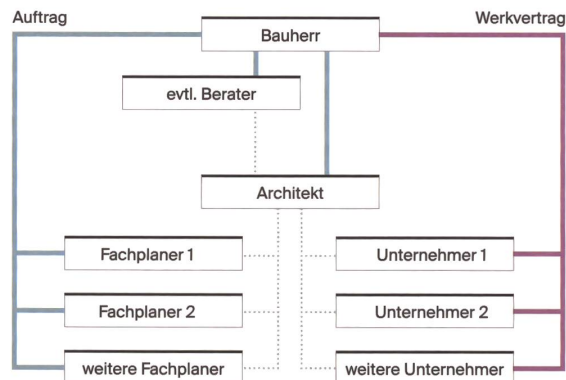 Auftrag
Werkvertrag
Bauherr
evtl. Berater
Architekt
Fachplaner 1
Unternehmer 1
Fachplaner 2
Unternehmer 2
weitere Fachplaner
weitere Unternehmer